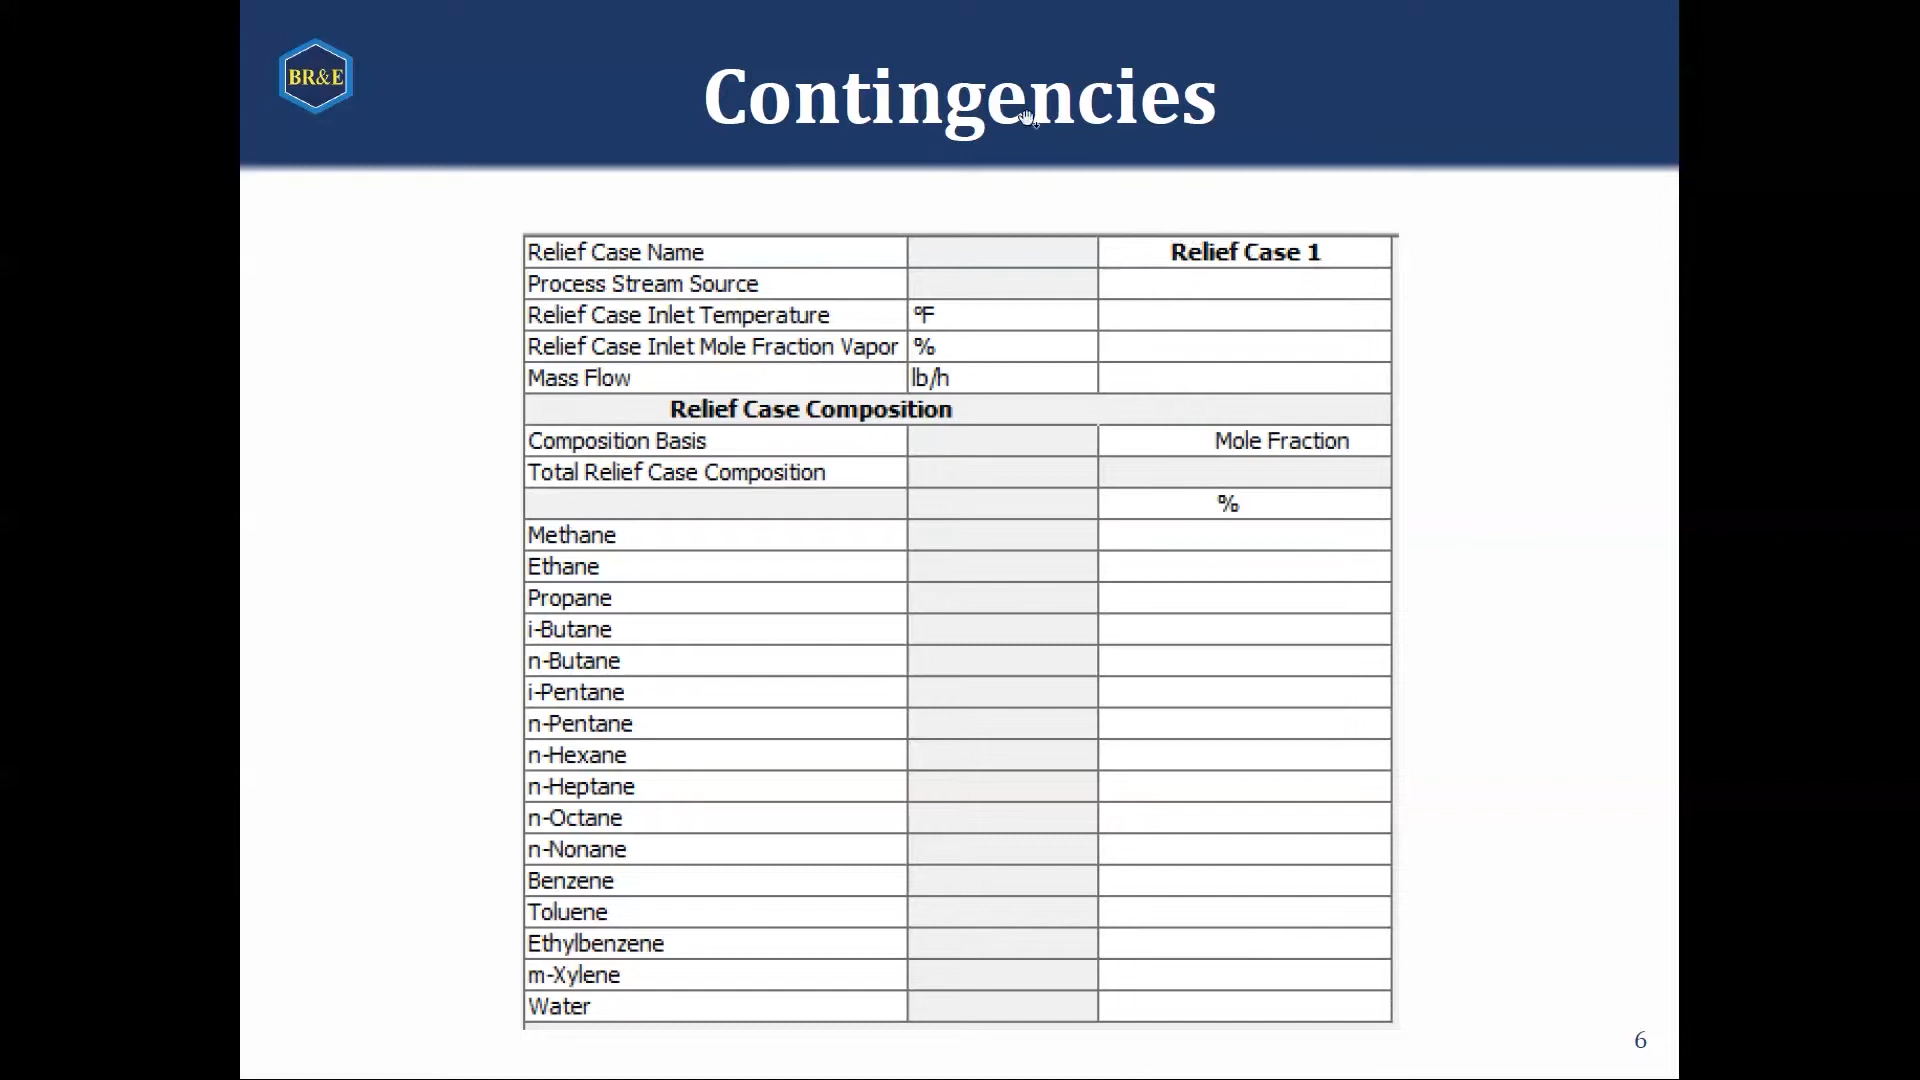 BR&E
Contingencies
Relief Case Name Relief Case 1
Process Stream Source
Relief Case Inlet Temperature ºF
Relief Case Inlet Mole Fraction Vapor %
Mass Flow lb/h
Relief Case Composition
Composition Basis Mole Fraction
Total Relief Case Composition
%
Methane
Ethane
Propane
i-Butane
n-Butane
i-Pentane
n-Pentane
n-Hexane
n-Heptane
n-Octane
n-Nonane
Benzene
Toluene
Ethylbenzene
m-Xylene
Water
6